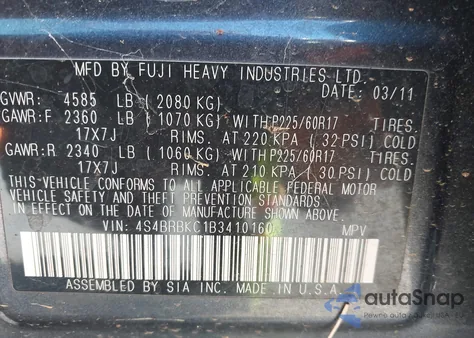 MFD BY FUJI HEAVY INDUSTRIES LTD.
DATE: 03/11
GVWR: 4585 LB (2080 KG)
GAWR:F 2360 LB (1070 KG) WITH P225/60R17 TIRES,
17X7J RIMS, AT 220 KPA (32 PSI) COLD
GAWR:R 2340 LB (1060 KG) WITH P225/60R17 TIRES,
17X7J RIMS, AT 210 KPA (30 PSI) COLD
THIS VEHICLE CONFORMS TO ALL APPLICABLE FEDERAL MOTOR
VEHICLE SAFETY AND THEFT PREVENTION STANDARDS
IN EFFECT ON THE DATE OF MANUFACTURE SHOWN ABOVE.
VIN: MPV
ASSEMBLED BY SIA INC. MADE IN U.S.A.
autoSnap